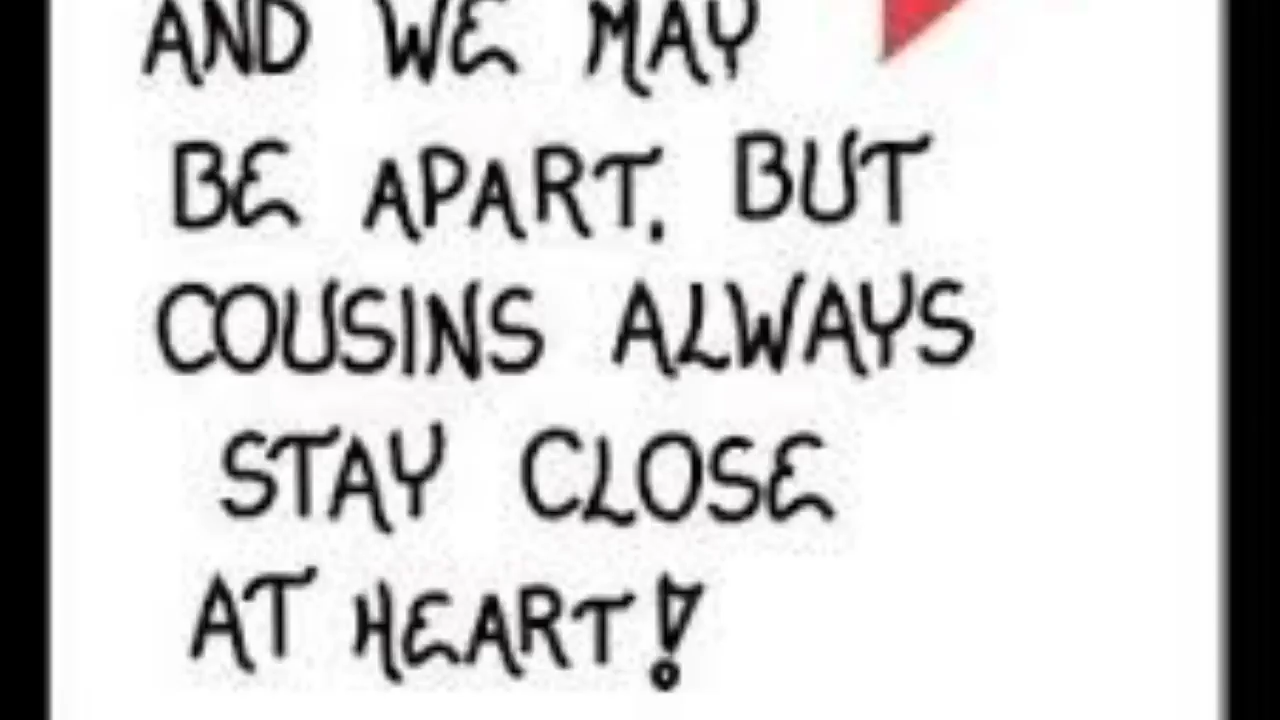 AND WE MAY
BE APART. BUT
COUSINS ALWAYS
STAY CLOSE
AT HEART!